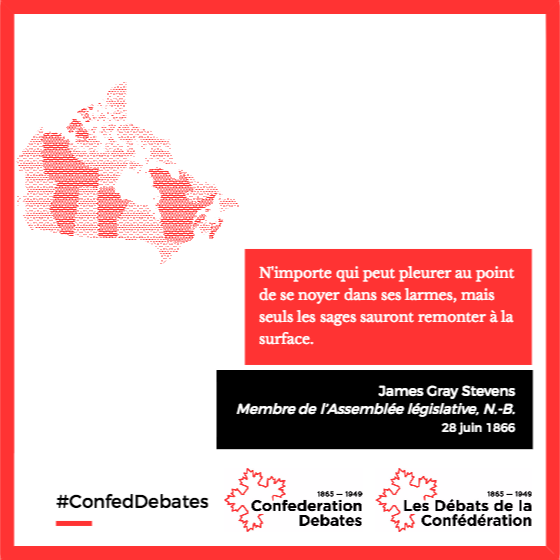 N'importe qui peut pleurer au point
de se noyer dans ses larmes, mais
seuls les sages sauront remonter à la
surface.
James Gray Stevens
Membre de l'Assemblée législative, N.-B.
28 juin 1866
#ConfedDebates
1865 — 1949
Confederation
Debates
1865 — 1949
Les Débats de la
Confédération